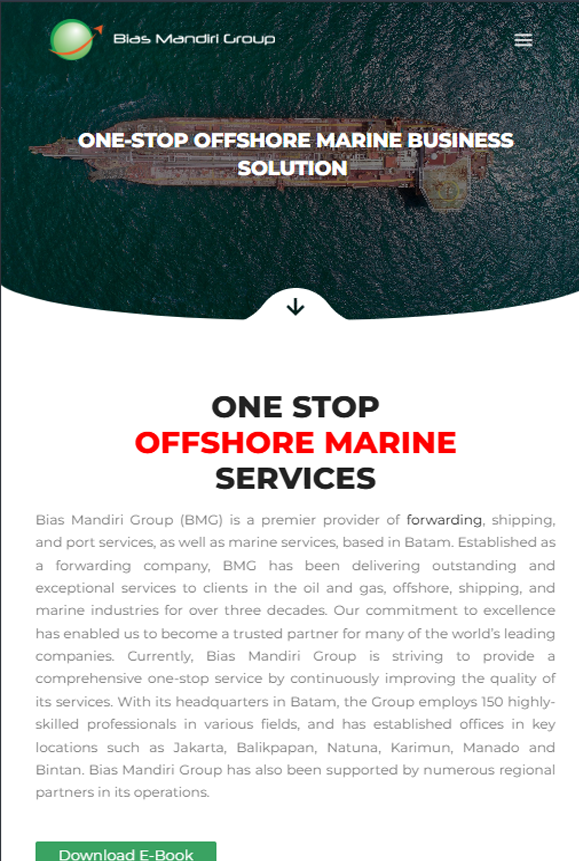 Bias Mandiri Group
ONE-STOP OFFSHORE MARINE BUSINESS
SOLUTION
ONE STOP
OFFSHORE MARINE
SERVICES
Bias Mandiri Group (BMG) is a premier provider of forwarding, shipping,
and port services, as well as marine services, based in Batam. Established as
a forwarding company, BMG has been delivering outstanding and
exceptional services to clients in the oil and gas, offshore, shipping, and
marine industries for over three decades. Our commitment to excellence
has enabled us to become a trusted partner for many of the world's leading
companies. Currently, Bias Mandiri Group is striving to provide a
comprehensive one-stop service by continuously improving the quality of
its services. With its headquarters in Batam, the Group employs 150 highly-
skilled professionals in various fields, and has established offices in key
locations such as Jakarta, Balikpapan, Natuna, Karimun, Manado and
Bintan. Bias Mandiri Group has also been supported by numerous regional
partners in its operations.
Download E-Book